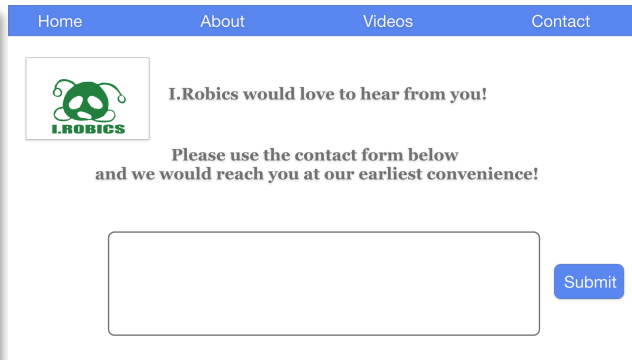 Home About Videos Contact
I.ROBICS
I.Robics would love to hear from you!
Please use the contact form below
and we would reach you at our earliest convenience!
Submit